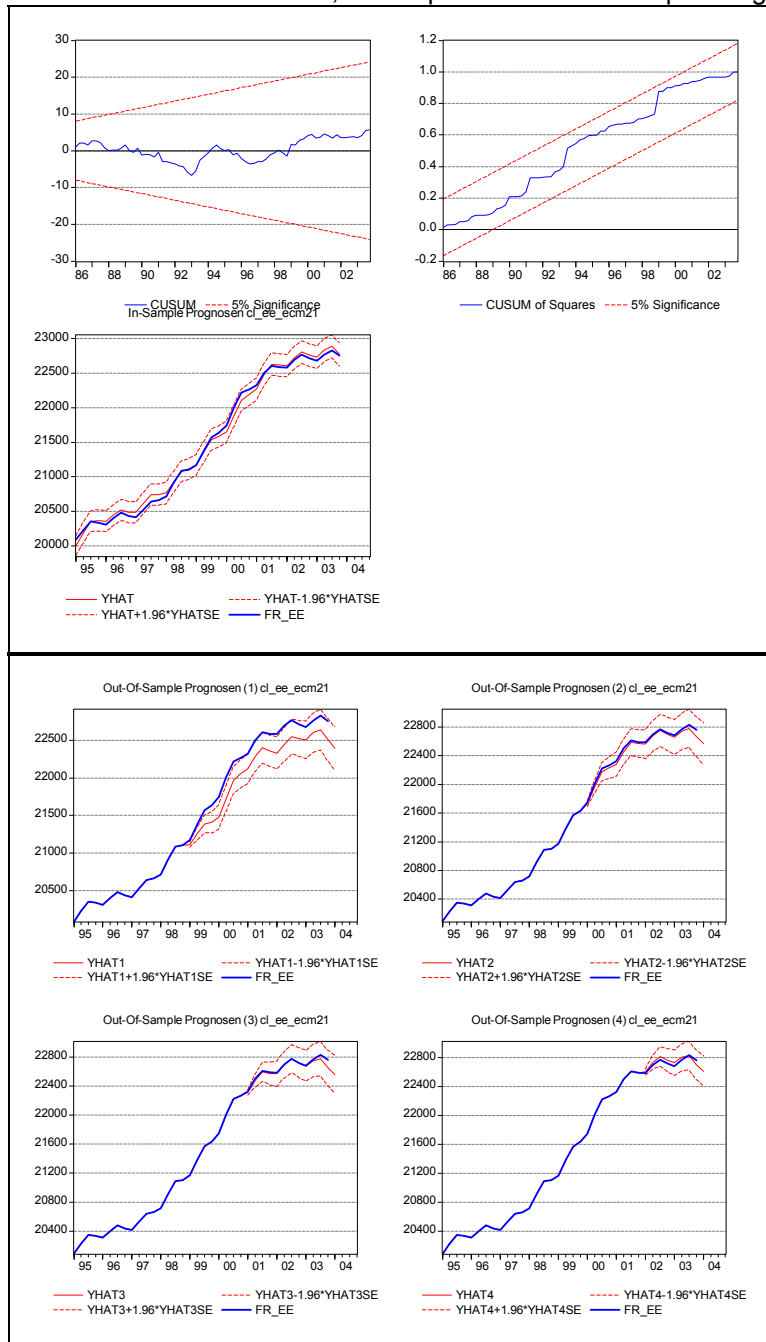 30
20
10
0
-10
-20
-30
86 88 90 92 94 96 98 00 02
CUSUM 5% Significance
1.2
1.0
0.8
0.6
0.4
0.2
0.0
-0.2
86 88 90 92 94 96 98 00 02
CUSUM of Squares 5% Significance
In-Sample Prognosen cl_ee_ecm21
23000
22500
22000
21500
21000
20500
20000
95 96 97 98 99 00 01 02 03 04
YHAT YHAT-1.96*YHATSE
YHAT+1.96*YHATSE FR_EE
Out-Of-Sample Prognosen (1) cl_ee_ecm21
22500
22000
21500
21000
20500
95 96 97 98 99 00 01 02 03 04
YHAT1 YHAT1-1.96*YHAT1SE
YHAT1+1.96*YHAT1SE FR_EE
Out-Of-Sample Prognosen (2) cl_ee_ecm21
22800
22400
22000
21600
21200
20800
20400
95 96 97 98 99 00 01 02 03 04
YHAT2 YHAT2-1.96*YHAT2SE
YHAT2+1.96*YHAT2SE FR_EE
Out-Of-Sample Prognosen (3) cl_ee_ecm21
22800
22400
22000
21600
21200
20800
20400
95 96 97 98 99 00 01 02 03 04
YHAT3 YHAT3-1.96*YHAT3SE
YHAT3+1.96*YHAT3SE FR_EE
Out-Of-Sample Prognosen (4) cl_ee_ecm21
22800
22400
22000
21600
21200
20800
20400
95 96 97 98 99 00 01 02 03 04
YHAT4 YHAT4-1.96*YHAT4SE
YHAT4+1.96*YHAT4SE FR_EE